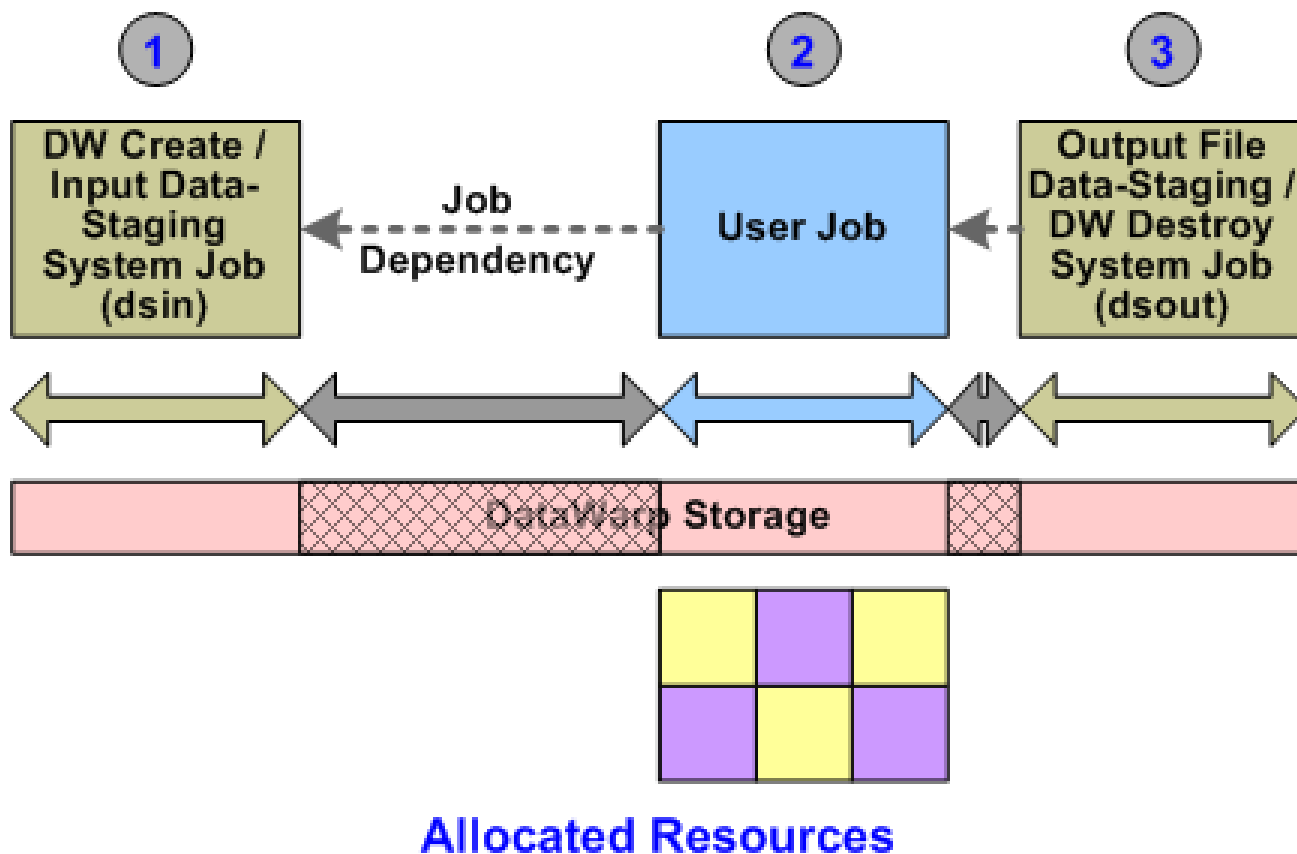 1
2
3
DW Create /
Input Data-
Staging
System Job
(dsin)
Job
Dependency
User Job
Output File
Data-Staging /
DW Destroy
System Job
(dsout)
DataWarp Storage
Allocated Resources